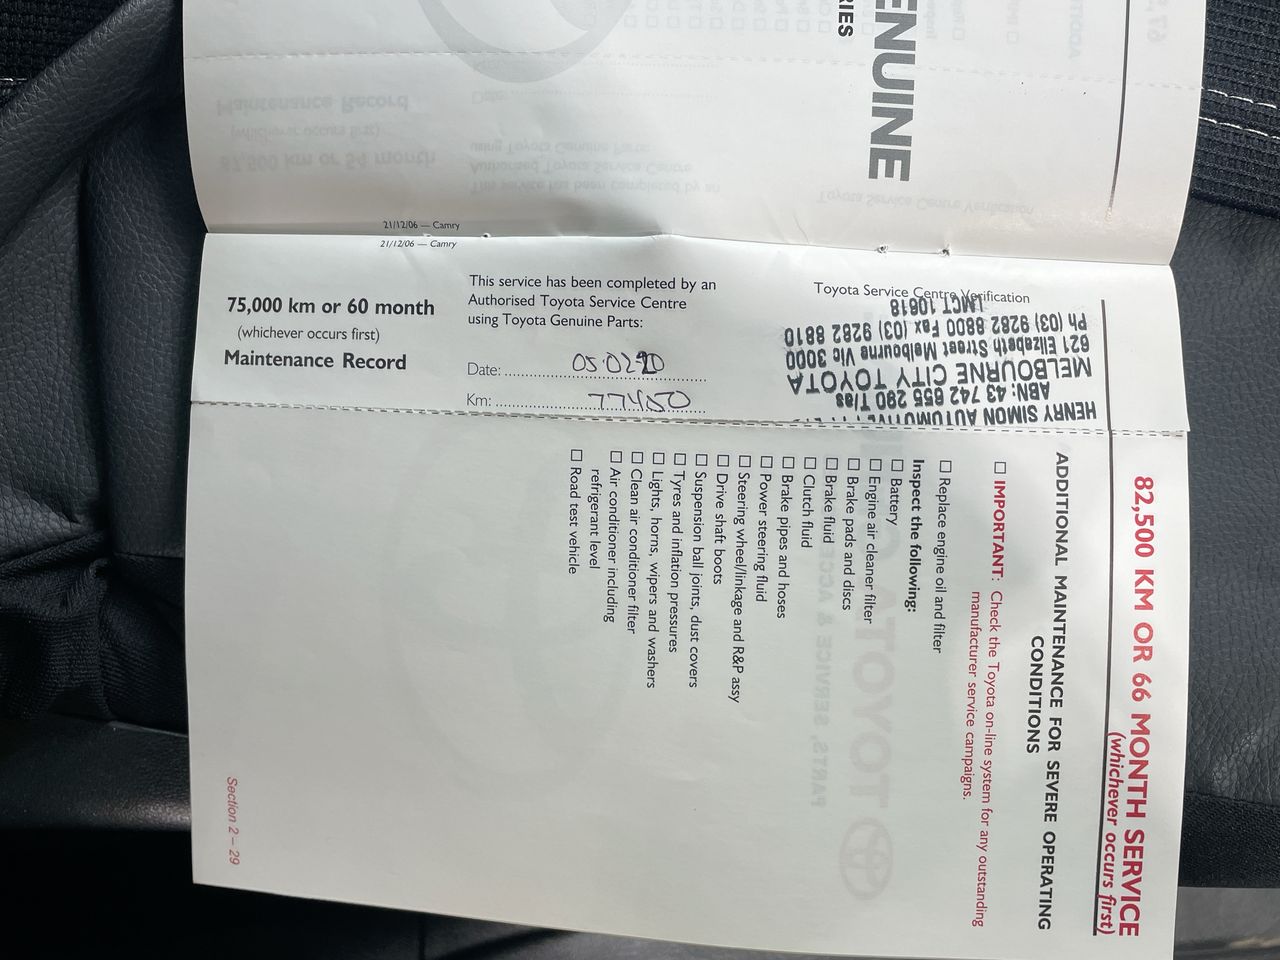 ENUINE
RIES
21/12/06 — Camry
21/12/06 — Camry
75,000 km or 60 month
(whichever occurs first)
Maintenance Record
This service has been completed by an
Authorised Toyota Service Centre
using Toyota Genuine Parts:
Date:
Km: 77450
Toyota Service Centre Verification
HENRY SIMON AUTOMOTIVE
ABN: 43 742 655 290 T/as
MELBOURNE CITY TOYOTA
621 Elizabeth Street Melbourne Vic 3000
Ph (03) 9282 8800 Fax (03) 9282 8810
LMCT 10818
82,500 KM OR 66 MONTH SERVICE
(whichever occurs first)
ADDITIONAL MAINTENANCE FOR SEVERE OPERATING
CONDITIONS
☐ IMPORTANT: Check the Toyota on-line system for any outstanding
manufacturer service campaigns.
☐ Replace engine oil and filter
Inspect the following:
☐ Battery
☐ Engine air cleaner filter
☐ Brake pads and discs
☐ Brake fluid
☐ Clutch fluid
☐ Brake pipes and hoses
☐ Power steering fluid
☐ Steering wheel/linkage and R&P assy
☐ Drive shaft boots
☐ Suspension ball joints, dust covers
☐ Tyres and inflation pressures
☐ Lights, horns, wipers and washers
☐ Clean air conditioner filter
☐ Air conditioner including
refrigerant level
☐ Road test vehicle
Section 2 – 29